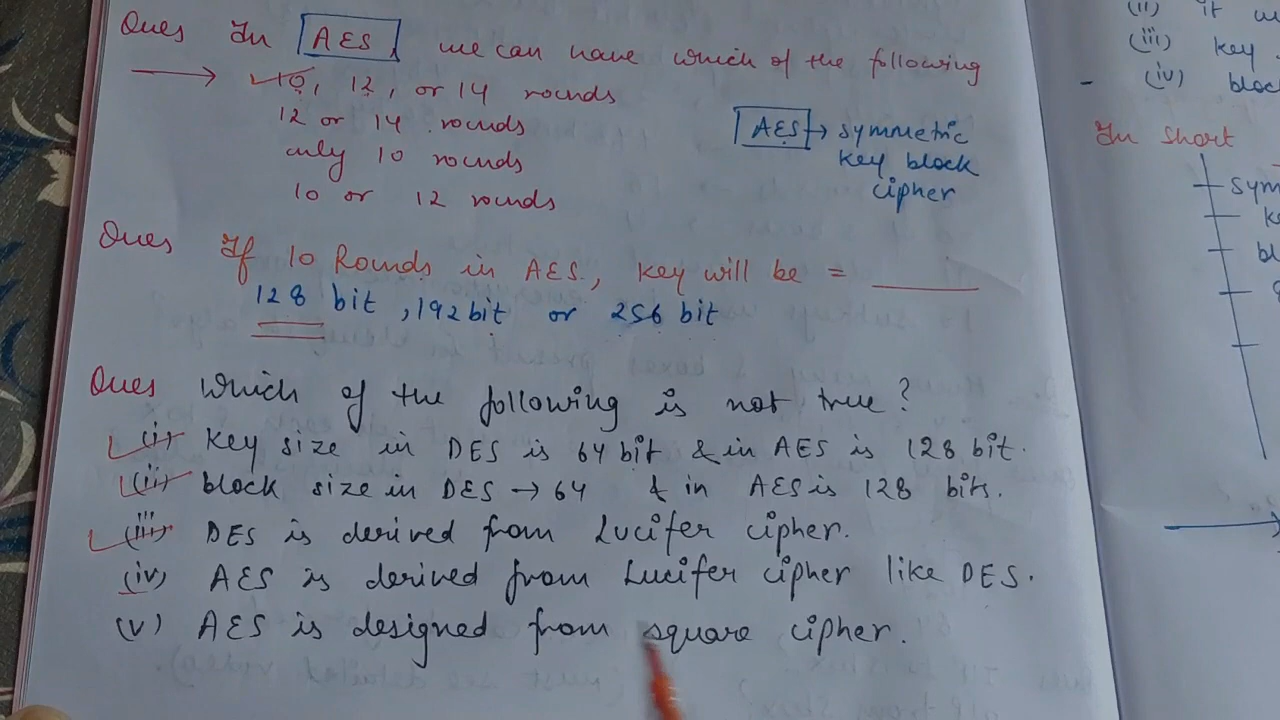 Ques In AES we can have which of the following
→ 10, 12, or 14 rounds
12 or 14 rounds
only 10 rounds
10 or 12 rounds
AES → symmetric
key block
cipher
Ques If 10 Rounds in AES, key will be = ______
128 bit, 192 bit or 256 bit
Ques Which of the following is not true?
(i) Key size in DES is 64 bit & in AES is 128 bit.
(ii) block size in DES → 64 & in AES is 128 bits.
(iii) DES is derived from Lucifer cipher.
(iv) AES is derived from Lucifer cipher like DES.
(v) AES is designed from square cipher.
(ii) it
(iii) key
(iv) bloc
In short
sym
bl